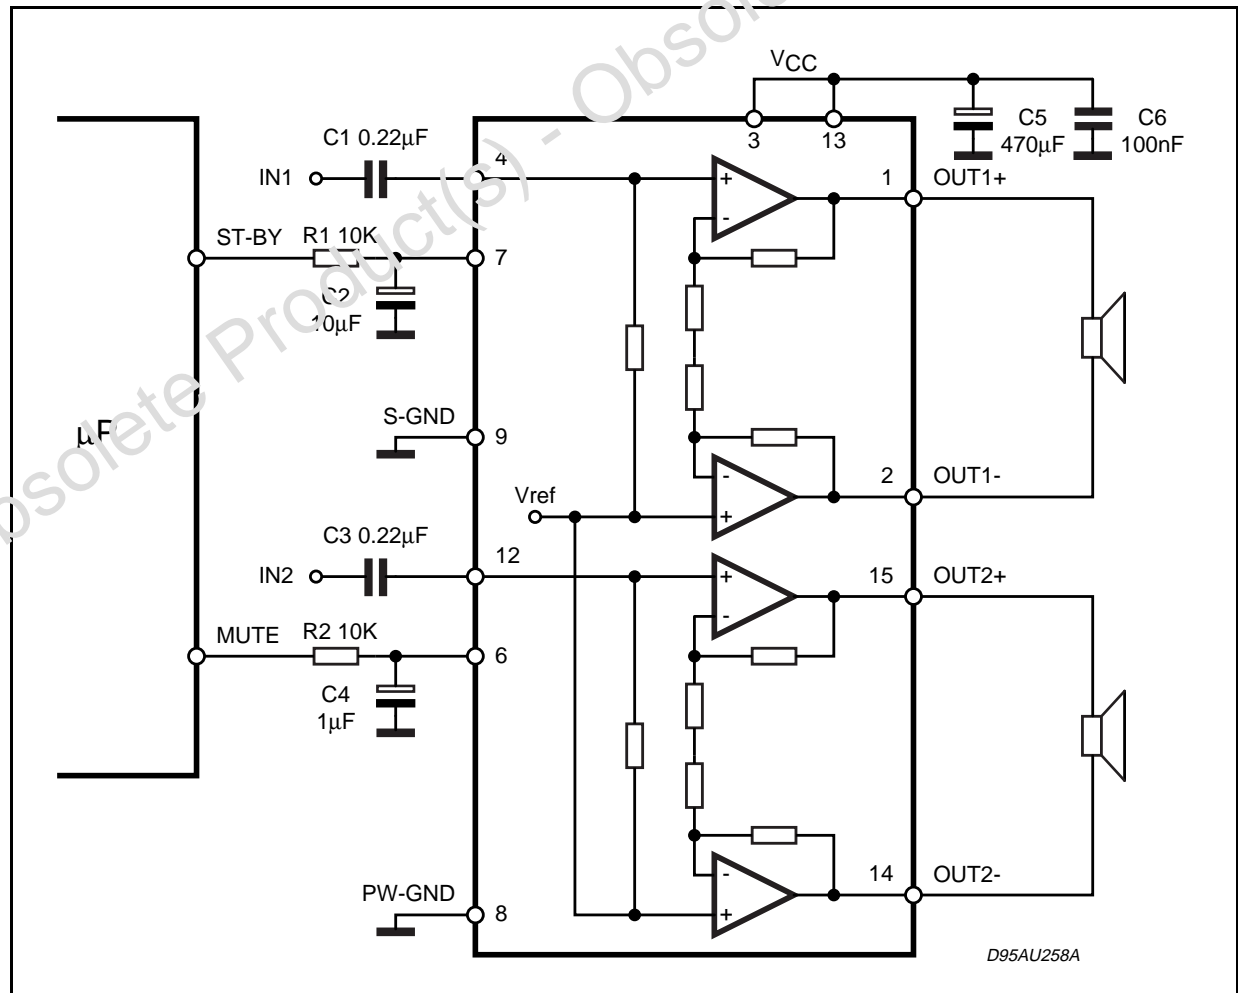 Obsolete Product(s) - Obsol
VCC
C1 0.22µF
4
3
13
C5
470µF
C6
100nF
IN1
+
-
1
OUT1+
ST-BY
R1 10K
7
C2
10µF
µP
S-GND
9
-
+
2
OUT1-
Vref
C3 0.22µF
12
IN2
+
-
15
OUT2+
MUTE
R2 10K
6
C4
1µF
PW-GND
8
-
+
14
OUT2-
D95AU258A